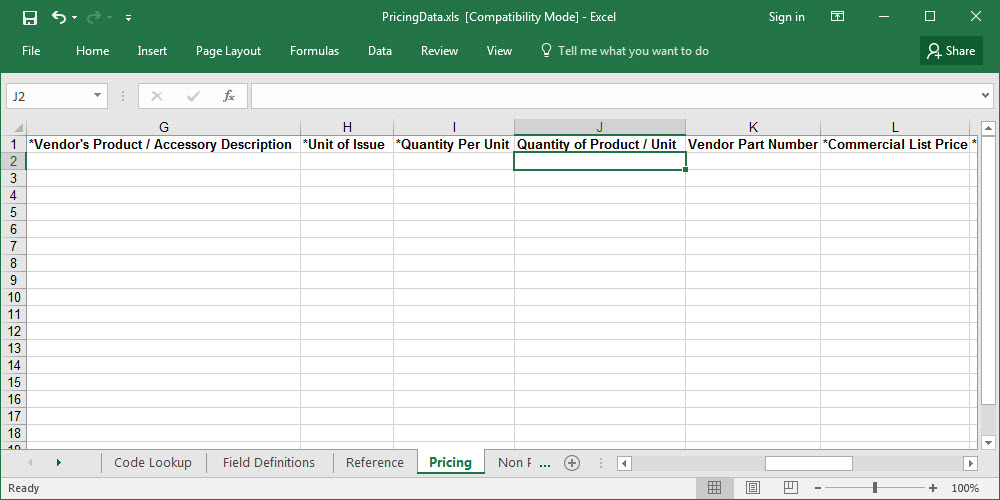 PricingData.xls [Compatibility Mode] - Excel
Sign in
File Home Insert Page Layout Formulas Data Review View Tell me what you want to do Share
J2 fx
G H I J K L
1 *Vendor's Product / Accessory Description *Unit of Issue *Quantity Per Unit Quantity of Product / Unit Vendor Part Number *Commercial List Price *
2
3
4
5
6
7
8
9
10
11
12
13
14
15
16
17
18
19
Code Lookup Field Definitions Reference Pricing Non P ...
Ready 100%